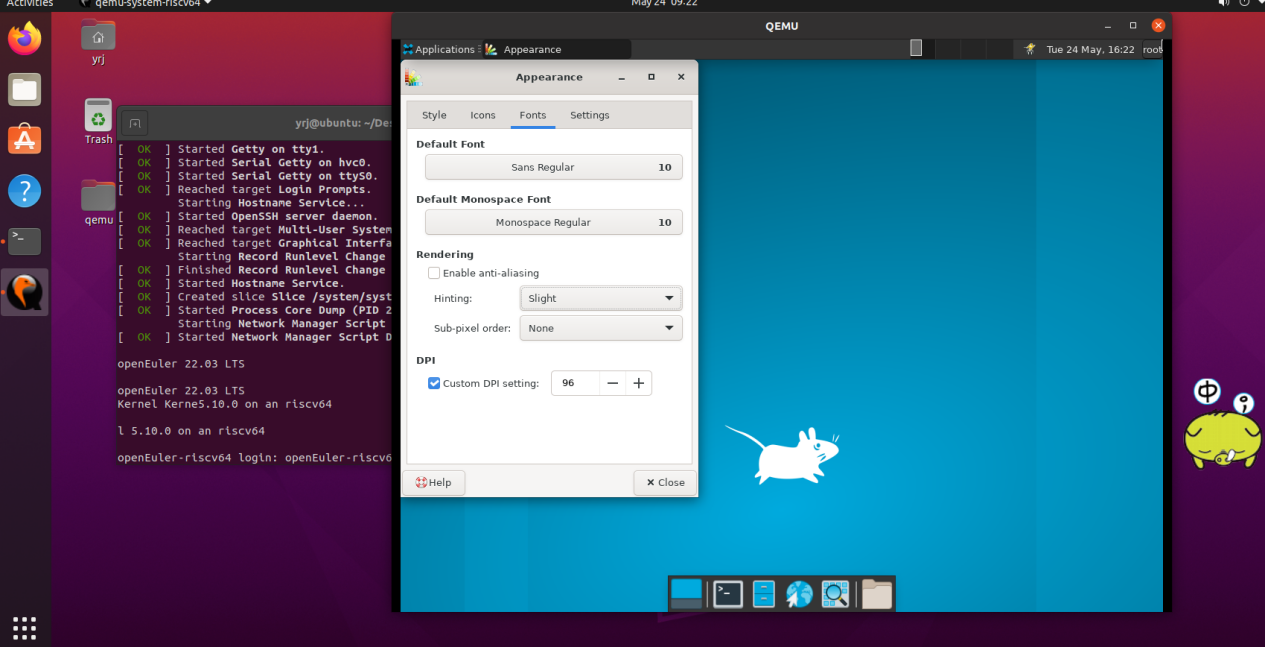 Activities
qemu-system-riscv64
May 24 09:22
yrj
Trash
qemu
yrj@ubuntu: ~/De
[ OK ] Started Getty on tty1.
[ OK ] Started Serial Getty on hvc0.
[ OK ] Started Serial Getty on ttyS0.
[ OK ] Reached target Login Prompts.
Starting Hostname Service...
[ OK ] Started OpenSSH server daemon.
[ OK ] Reached target Multi-User System
[ OK ] Reached target Graphical Interfa
Starting Record Runlevel Change
[ OK ] Finished Record Runlevel Change
[ OK ] Started Hostname Service.
[ OK ] Created slice Slice /system/syst
[ OK ] Started Process Core Dump (PID 2
Starting Network Manager Script
[ OK ] Started Network Manager Script D
openEuler 22.03 LTS
openEuler 22.03 LTS
Kernel Kerne5.10.0 on an riscv64
l 5.10.0 on an riscv64
openEuler-riscv64 login: openEuler-riscv6
QEMU
Applications
Appearance
Tue 24 May, 16:22
root
Appearance
Style
Icons
Fonts
Settings
Default Font
Sans Regular 10
Default Monospace Font
Monospace Regular 10
Rendering
Enable anti-aliasing
Hinting: Slight
Sub-pixel order: None
DPI
Custom DPI setting: 96
Help
Close
中